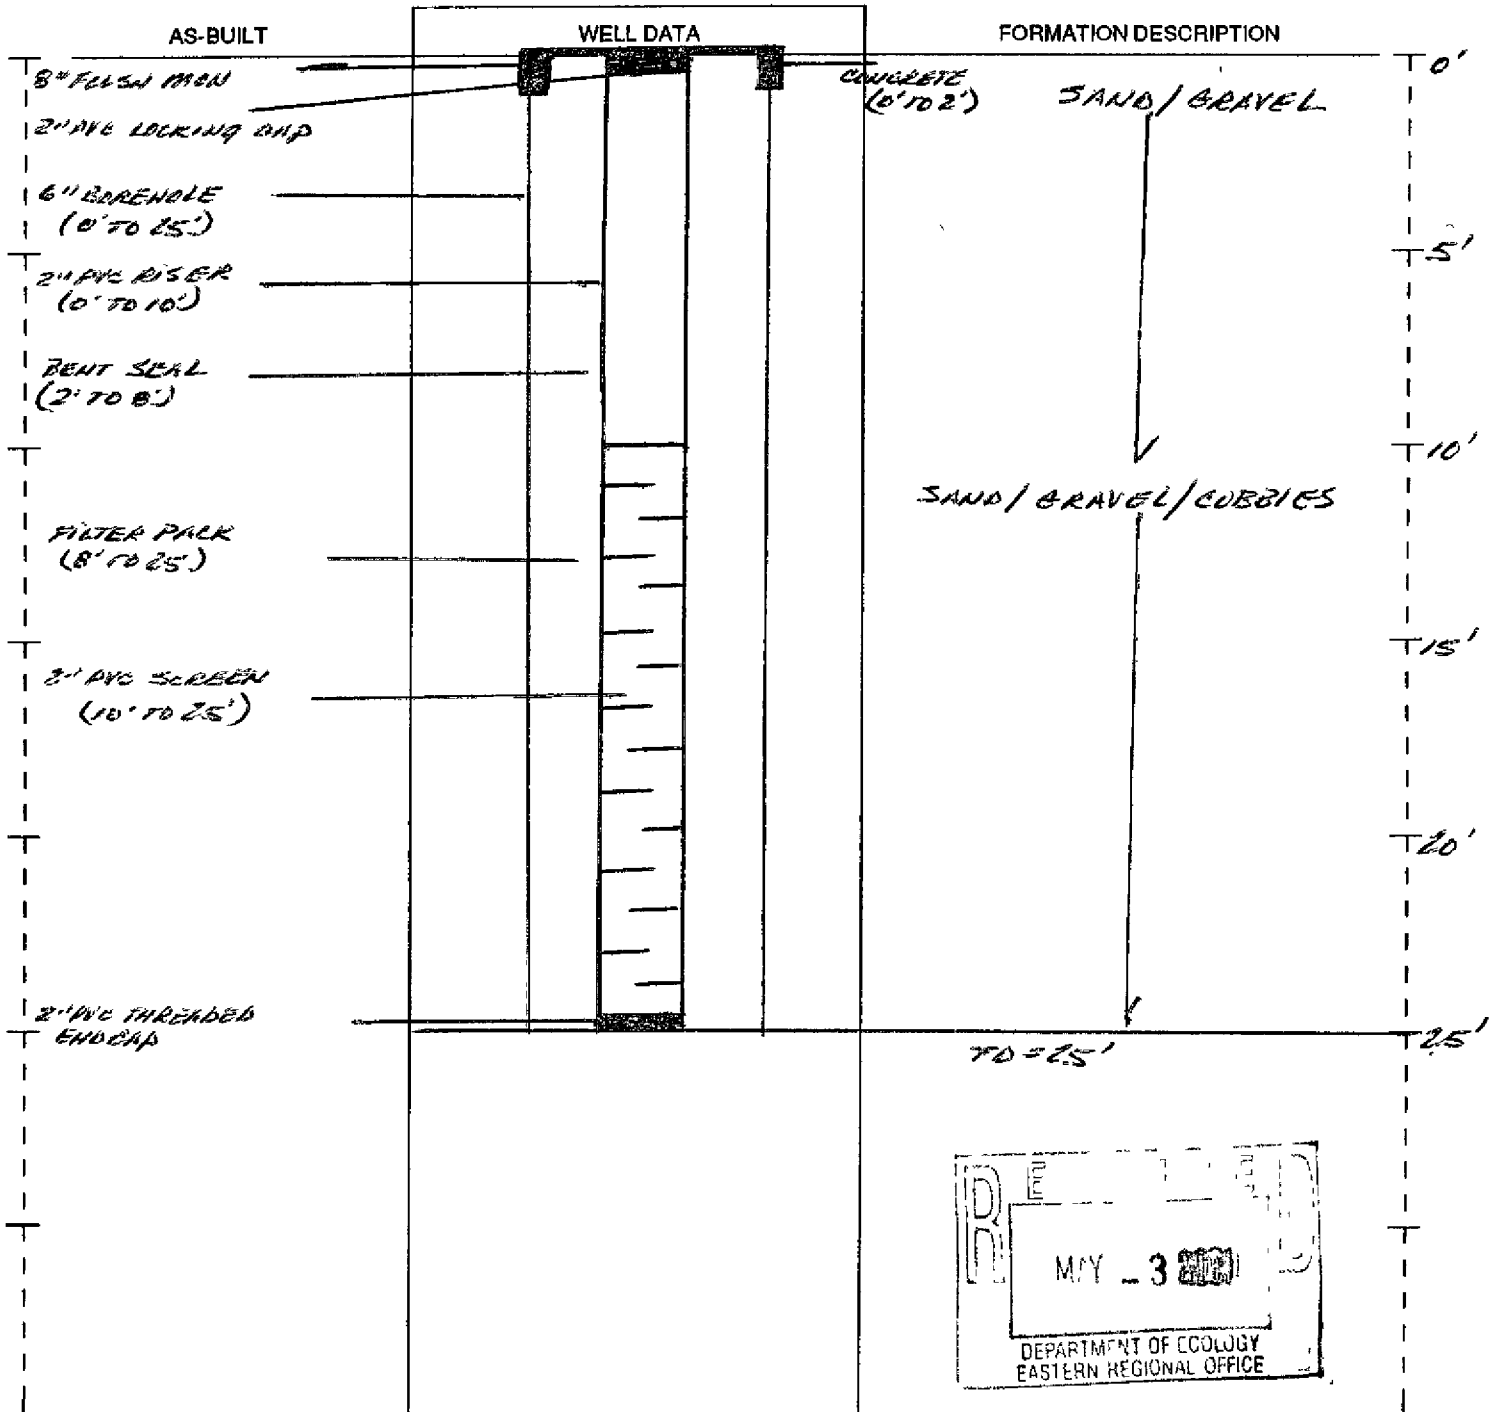 AS-BUILT
WELL DATA
FORMATION DESCRIPTION
8" FLUSH MON
2" PVC LOCKING CAP
6" BOREHOLE
(0' TO 25')
2" PVC RISER
(0' TO 10')
BENT SEAL
(2' TO 8')
FILTER PACK
(8' TO 25')
2" PVC SCREEN
(10' TO 25')
2" PVC THREADED
ENDCAP
CONCRETE
(0' TO 2')
SAND/GRAVEL
SAND/GRAVEL/COBBLES
TD = 25'
0'
5'
10'
15'
20'
25'
MAY - 3
DEPARTMENT OF ECOLOGY
EASTERN REGIONAL OFFICE